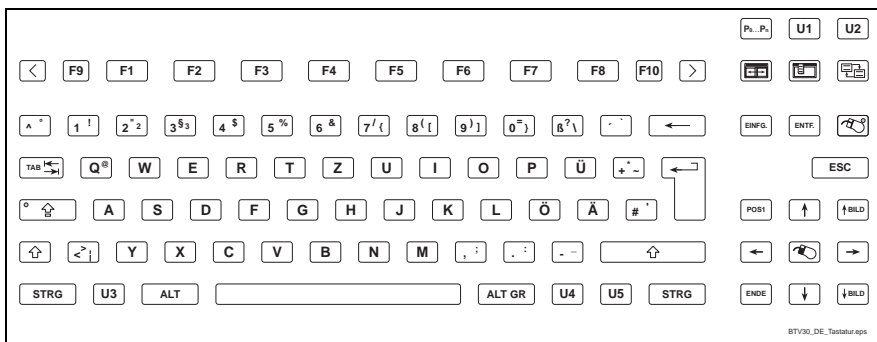 P₀...Pₙ U1 U2
< F9 F1 F2 F3 F4 F5 F6 F7 F8 F10 >
^ ° 1 ! 2 " ² 3 § ³ 4 $ 5 % 6 & 7 / { 8 ( [ 9 ) ] 0 = } ß ? \ ´ ` ← EINFG. ENTF.
TAB Q @ W E R T Z U I O P Ü + * ~ ESC
A S D F G H J K L Ö Ä # ' POS1 ↑ ↑ BILD
< > ¦ Y X C V B N M , ; . : - _ ← →
STRG U3 ALT ALT GR U4 U5 STRG ENDE ↓ ↓ BILD
BTV30_DE_Tastatur.eps